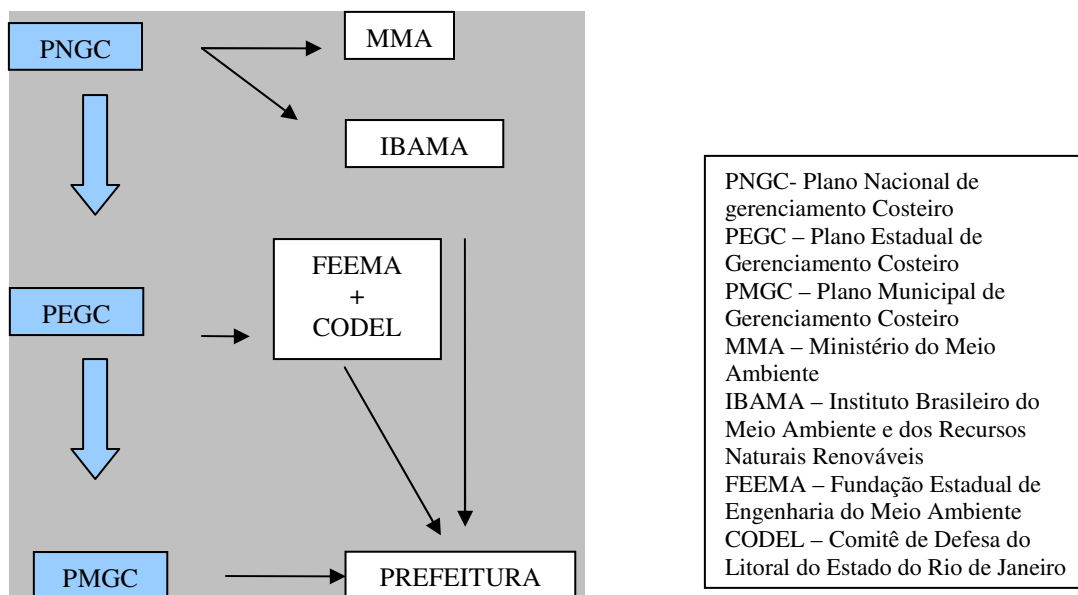 PNGC
MMA
IBAMA
FEEMA
+
CODEL
PEGC
PMGC
PREFEITURA
PNGC- Plano Nacional de
gerenciamento Costeiro
PEGC – Plano Estadual de
Gerenciamento Costeiro
PMGC – Plano Municipal de
Gerenciamento Costeiro
MMA – Ministério do Meio
Ambiente
IBAMA – Instituto Brasileiro do
Meio Ambiente e dos Recursos
Naturais Renováveis
FEEMA – Fundação Estadual de
Engenharia do Meio Ambiente
CODEL – Comitê de Defesa do
Litoral do Estado do Rio de Janeiro